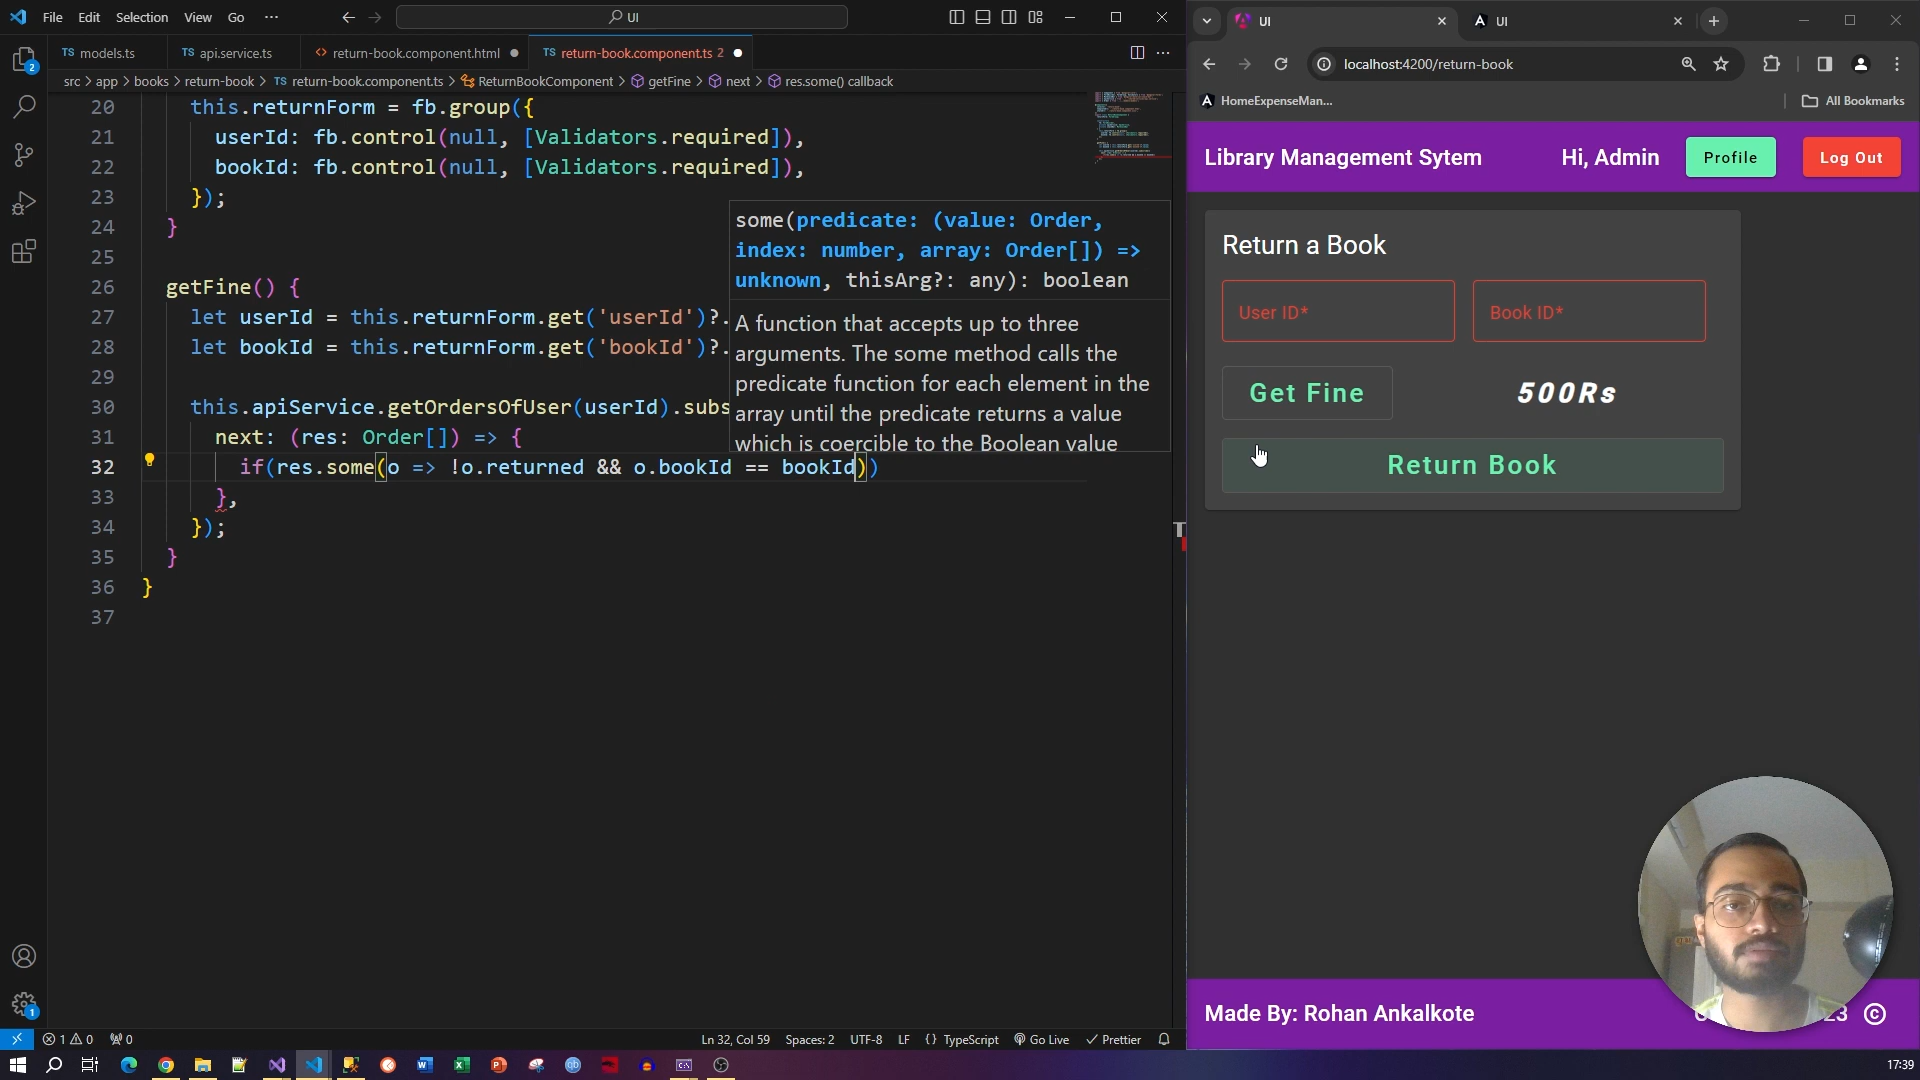 File Edit Selection View Go ···
UI
TS models.ts
TS api.service.ts
<> return-book.component.html
TS return-book.component.ts 2
src > app > books > return-book > TS return-book.component.ts > ReturnBookComponent > getFine > next > res.some() callback
20 this.returnForm = fb.group({
21 userId: fb.control(null, [Validators.required]),
22 bookId: fb.control(null, [Validators.required]),
23 });
24 }
25
26 getFine() {
27 let userId = this.returnForm.get('userId')?.
28 let bookId = this.returnForm.get('bookId')?.
29
30 this.apiService.getOrdersOfUser(userId).subs
31 next: (res: Order[]) => {
32 if(res.some(o => !o.returned && o.bookId == bookId))
33 },
34 });
35 }
36 }
37
some(predicate: (value: Order,
index: number, array: Order[]) =>
unknown, thisArg?: any): boolean
A function that accepts up to three
arguments. The some method calls the
predicate function for each element in the
array until the predicate returns a value
which is coercible to the Boolean value
2
1
1 0 0
Ln 32, Col 59 Spaces: 2 UTF-8 LF {} TypeScript Go Live Prettier
UI
UI
localhost:4200/return-book
HomeExpenseMan...
All Bookmarks
Library Management Sytem
Hi, Admin
Profile
Log Out
Return a Book
User ID*
Book ID*
Get Fine
500Rs
Return Book
Made By: Rohan Ankalkote
23 ©
17:39